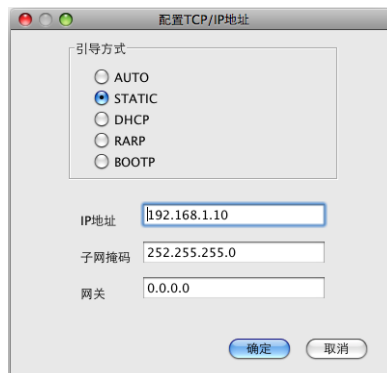 配置TCP/IP地址
引导方式
AUTO
STATIC
DHCP
RARP
BOOTP
IP地址 192.168.1.10
子网掩码 252.255.255.0
网关 0.0.0.0
确定 取消